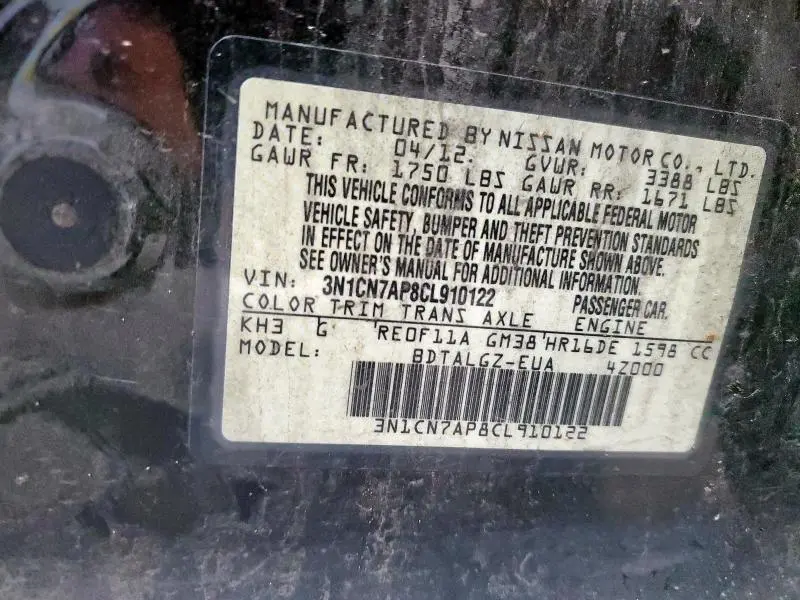 MANUFACTURED BY NISSAN MOTOR CO., LTD.
DATE: 04/12. GVWR: 3388 LBS
GAWR FR: 1750 LBS GAWR RR: 1671 LBS
THIS VEHICLE CONFORMS TO ALL APPLICABLE FEDERAL MOTOR
VEHICLE SAFETY, BUMPER AND THEFT PREVENTION STANDARDS
IN EFFECT ON THE DATE OF MANUFACTURE SHOWN ABOVE.
SEE OWNER'S MANUAL FOR ADDITIONAL INFORMATION.
VIN: 3N1CN7AP8CL910122 PASSENGER CAR.
COLOR TRIM TRANS AXLE ENGINE
KH3 G RE0F11A GM38 HR16DE 1598 CC
MODEL: BDTALGZ-EUA 4Z000
3N1CN7AP8CL910122